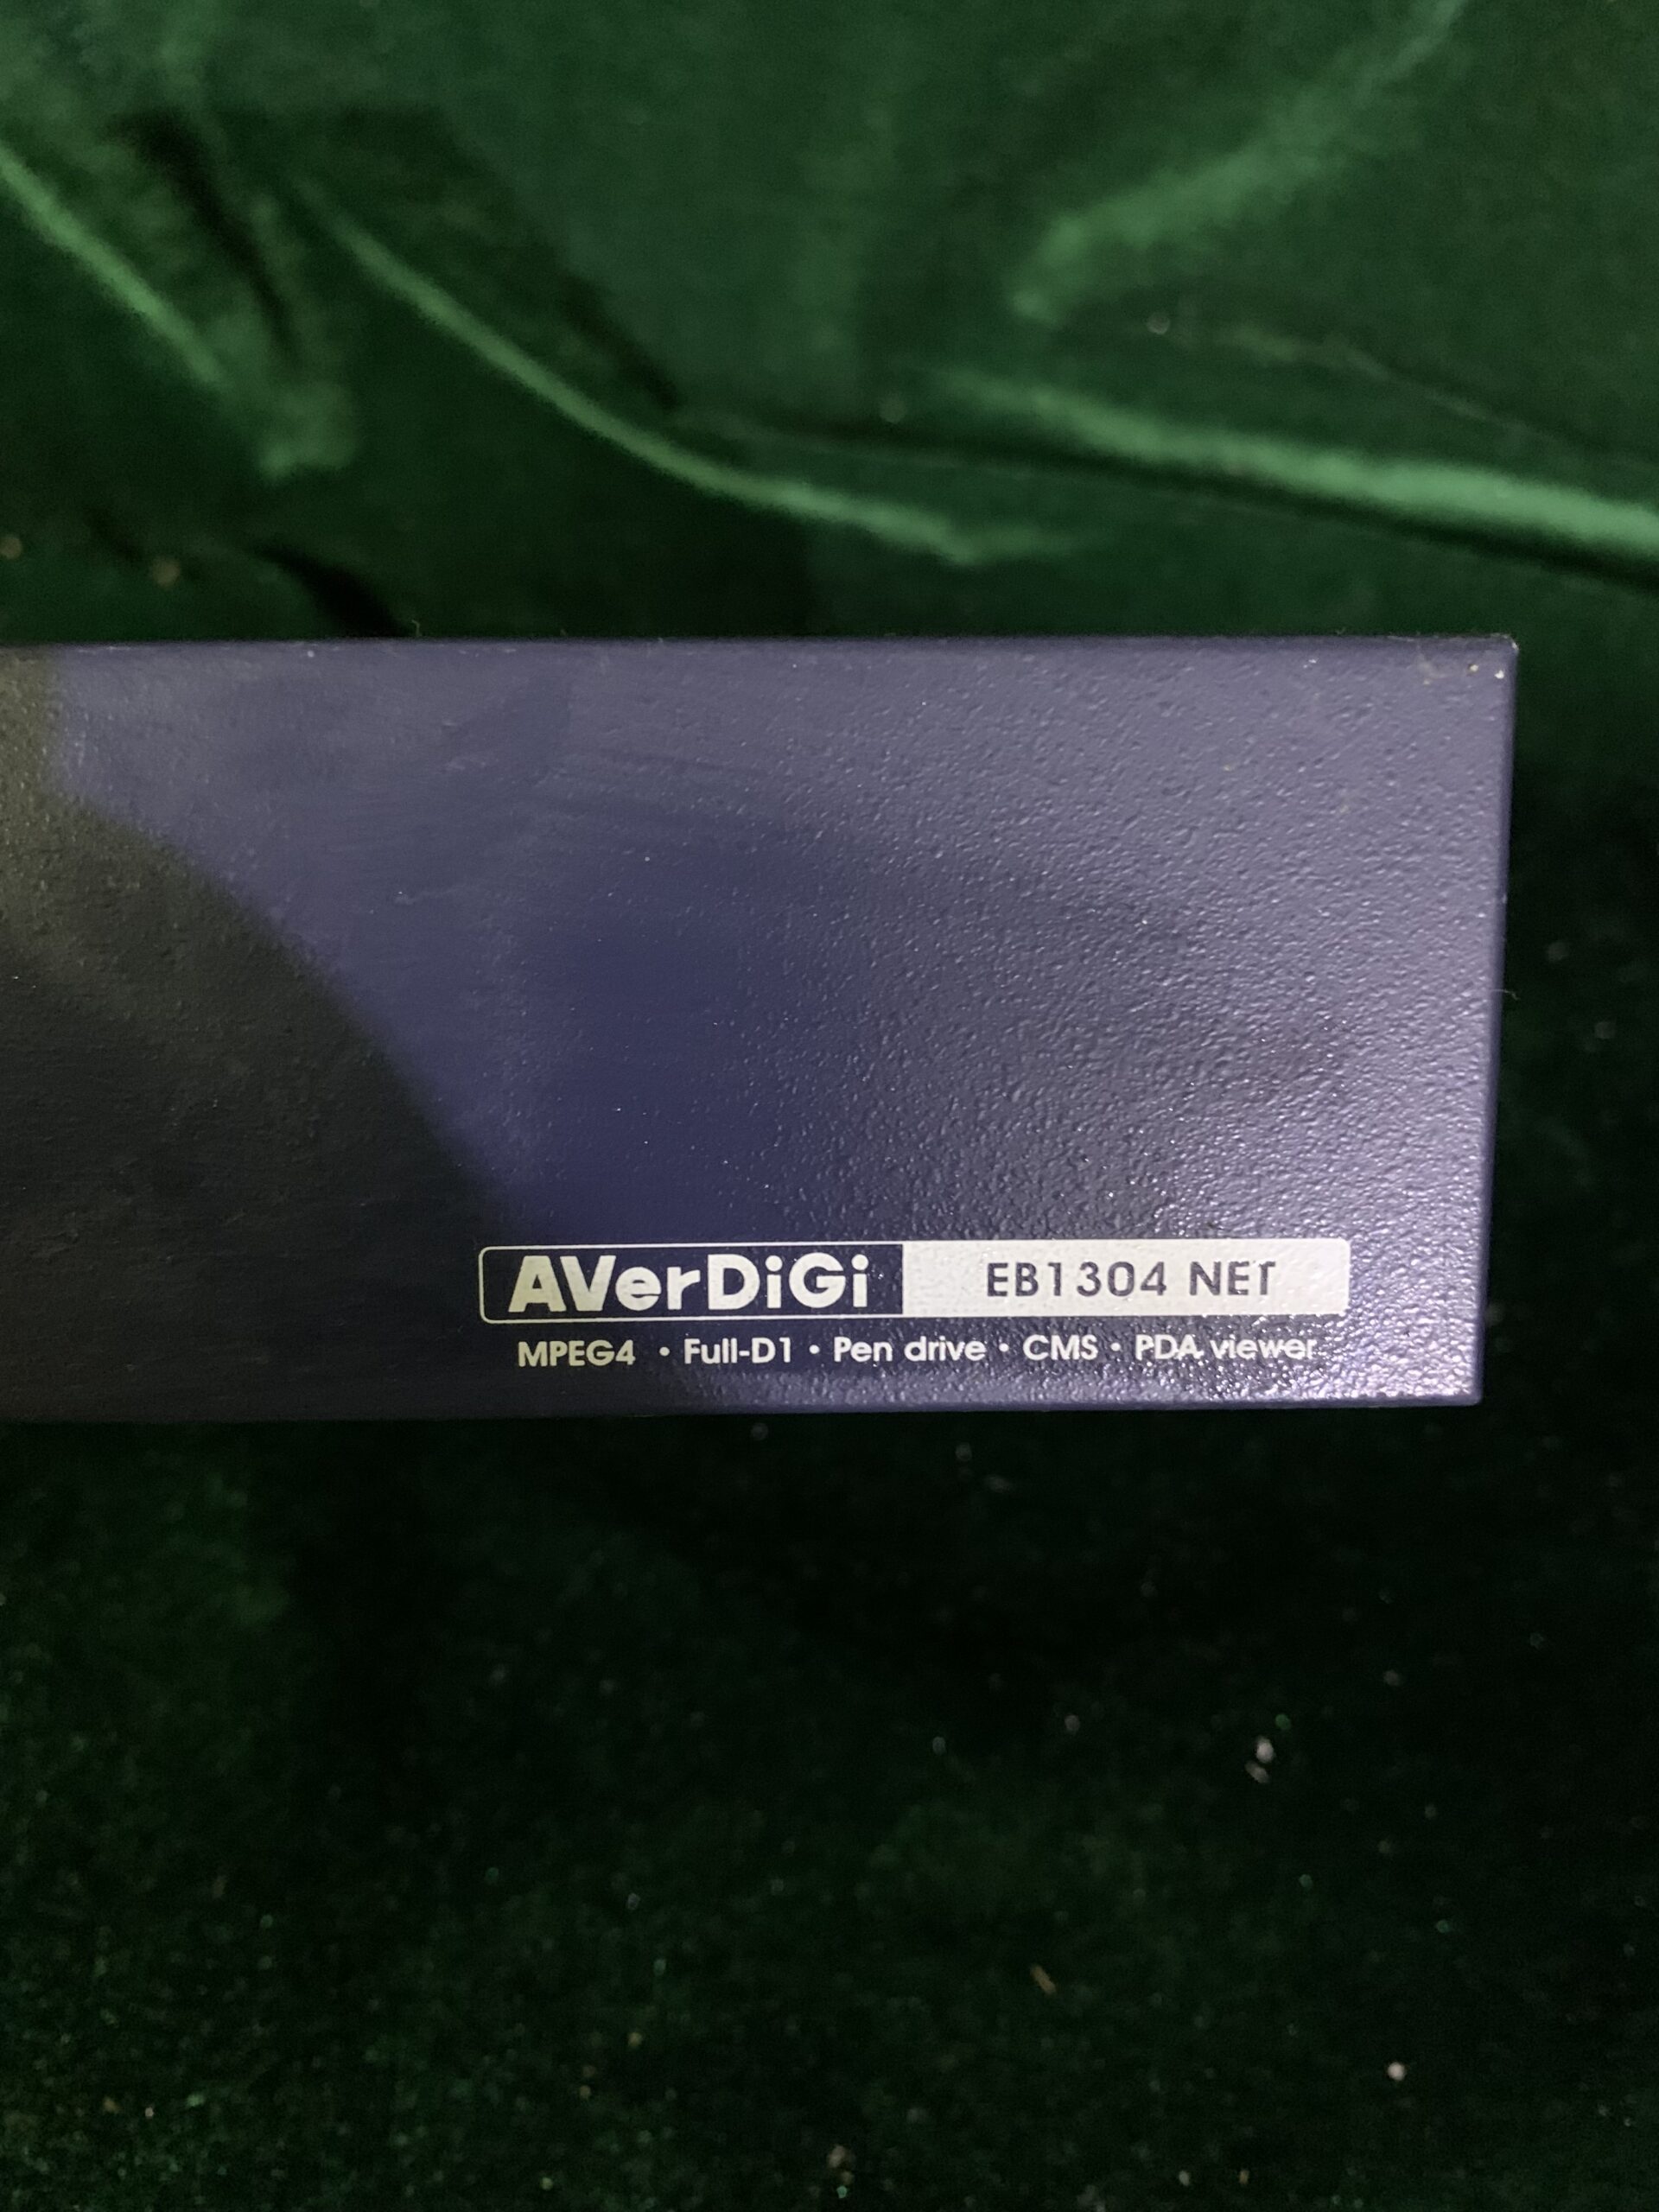 AVerDiGi EB1304 NET
MPEG4 • Full-D1 • Pen drive • CMS • PDA viewer